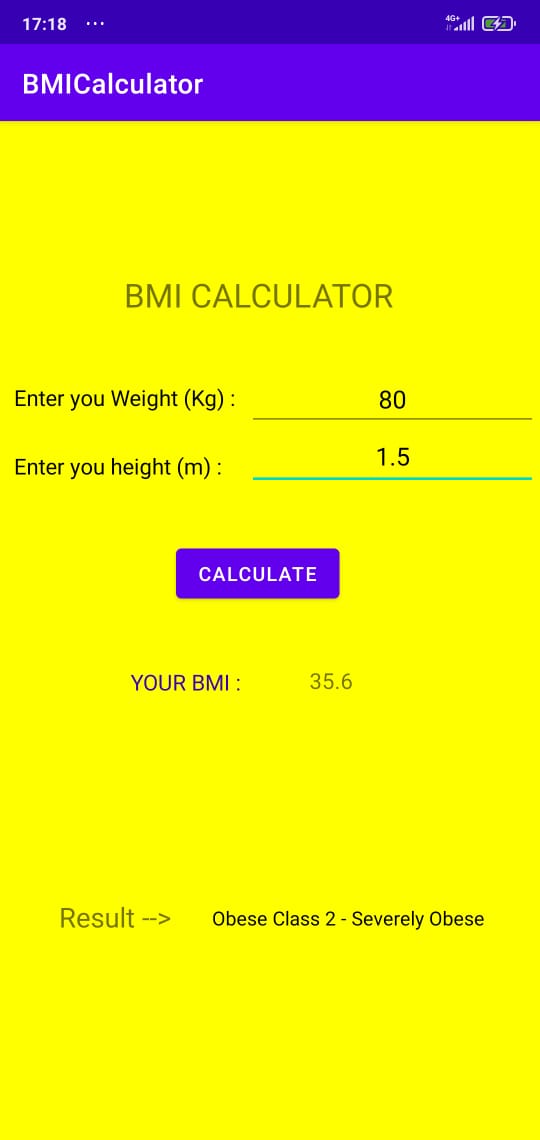 17:18 ... 4G+
BMICalculator
BMI CALCULATOR
Enter you Weight (Kg) : 80
Enter you height (m) : 1.5
CALCULATE
YOUR BMI : 35.6
Result --> Obese Class 2 - Severely Obese